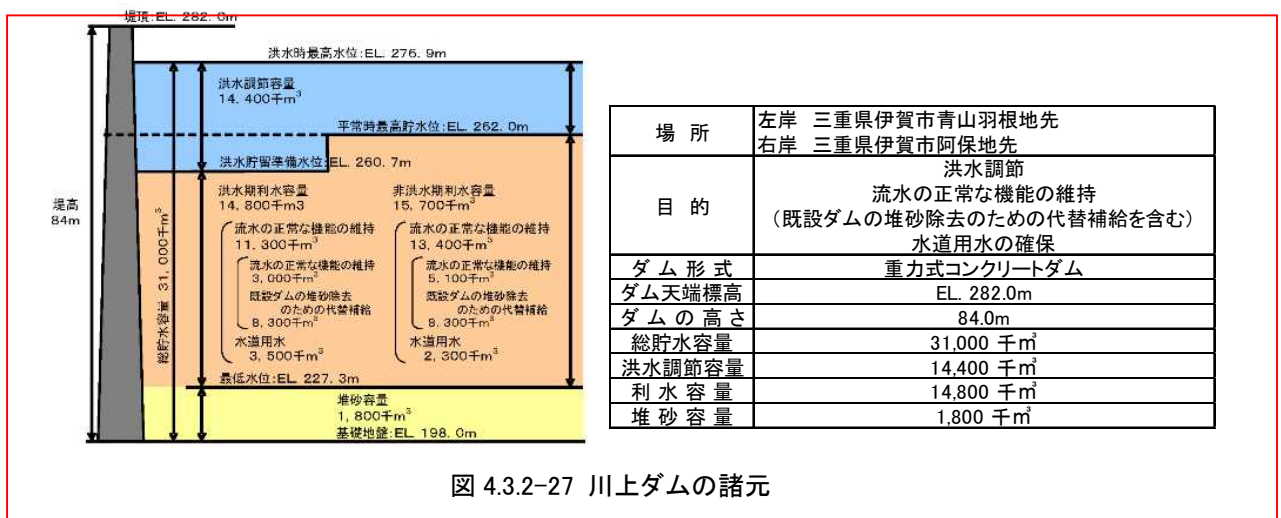 堤頂:EL. 282.0m
洪水時最高水位:EL. 276.9m
洪水調節容量
14,400千m³
平常時最高貯水位:EL. 262.0m
洪水貯留準備水位:EL. 260.7m
堤高
84m
総貯水容量 31,000千m³
洪水期利水容量
14,800千m3
流水の正常な機能の維持
11,300千m³
流水の正常な機能の維持
3,000千m³
既設ダムの堆砂除去
のための代替補給
8,300千m³
水道用水
3,500千m³
非洪水期利水容量
15,700千m³
流水の正常な機能の維持
13,400千m³
流水の正常な機能の維持
5,100千m³
既設ダムの堆砂除去
のための代替補給
8,300千m³
水道用水
2,300千m³
最低水位:EL. 227.3m
堆砂容量
1,800千m³
基礎地盤:EL. 198.0m
場所 左岸 三重県伊賀市青山羽根地先
右岸 三重県伊賀市阿保地先
目的 洪水調節
流水の正常な機能の維持
(既設ダムの堆砂除去のための代替補給を含む)
水道用水の確保
ダム形式 重力式コンクリートダム
ダム天端標高 EL. 282.0m
ダムの高さ 84.0m
総貯水容量 31,000 千㎥
洪水調節容量 14,400 千㎥
利水容量 14,800 千㎥
堆砂容量 1,800 千㎥
図 4.3.2-27 川上ダムの諸元